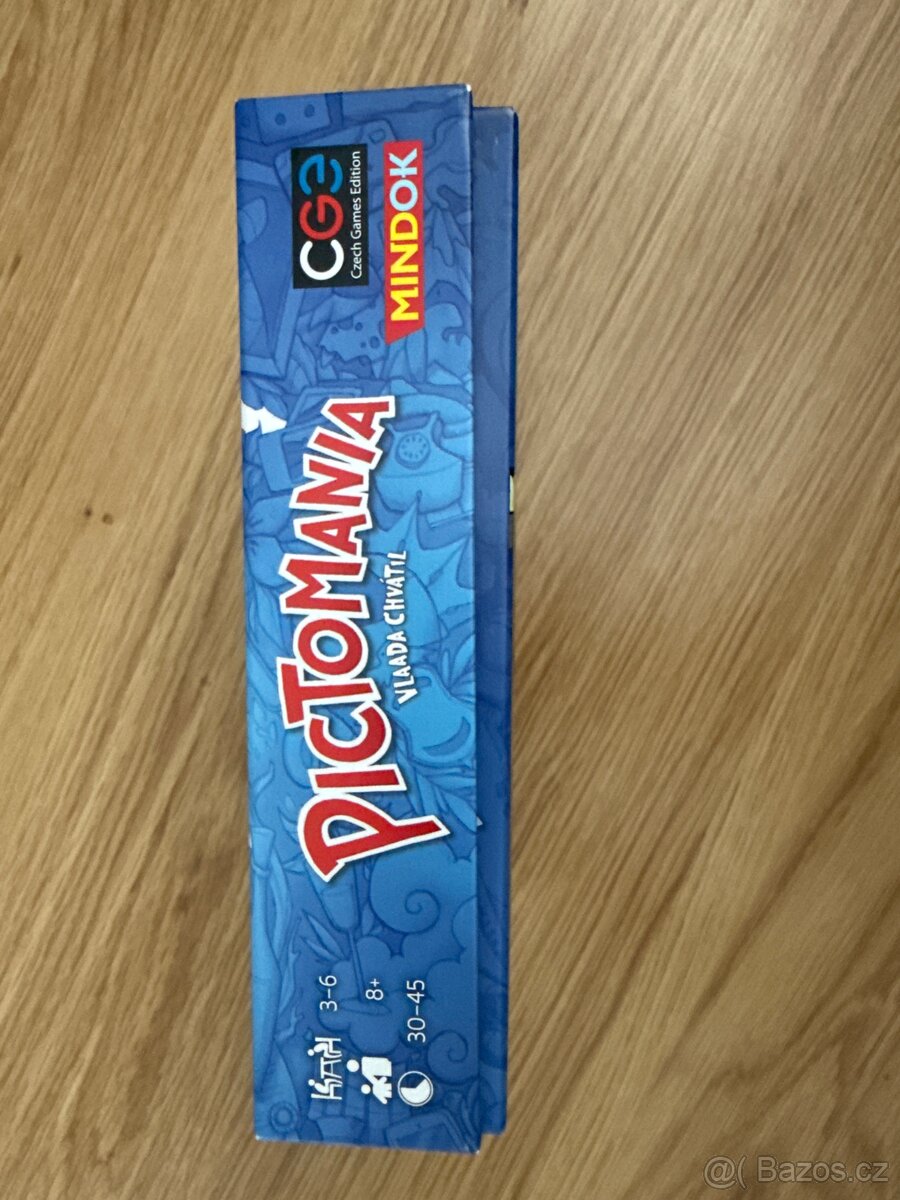 3–6
8+
30–45
PICTOMANIA
VLAADA CHVÁTIL
CGE
Czech Games Edition
MINDOK
@( Bazos.cz